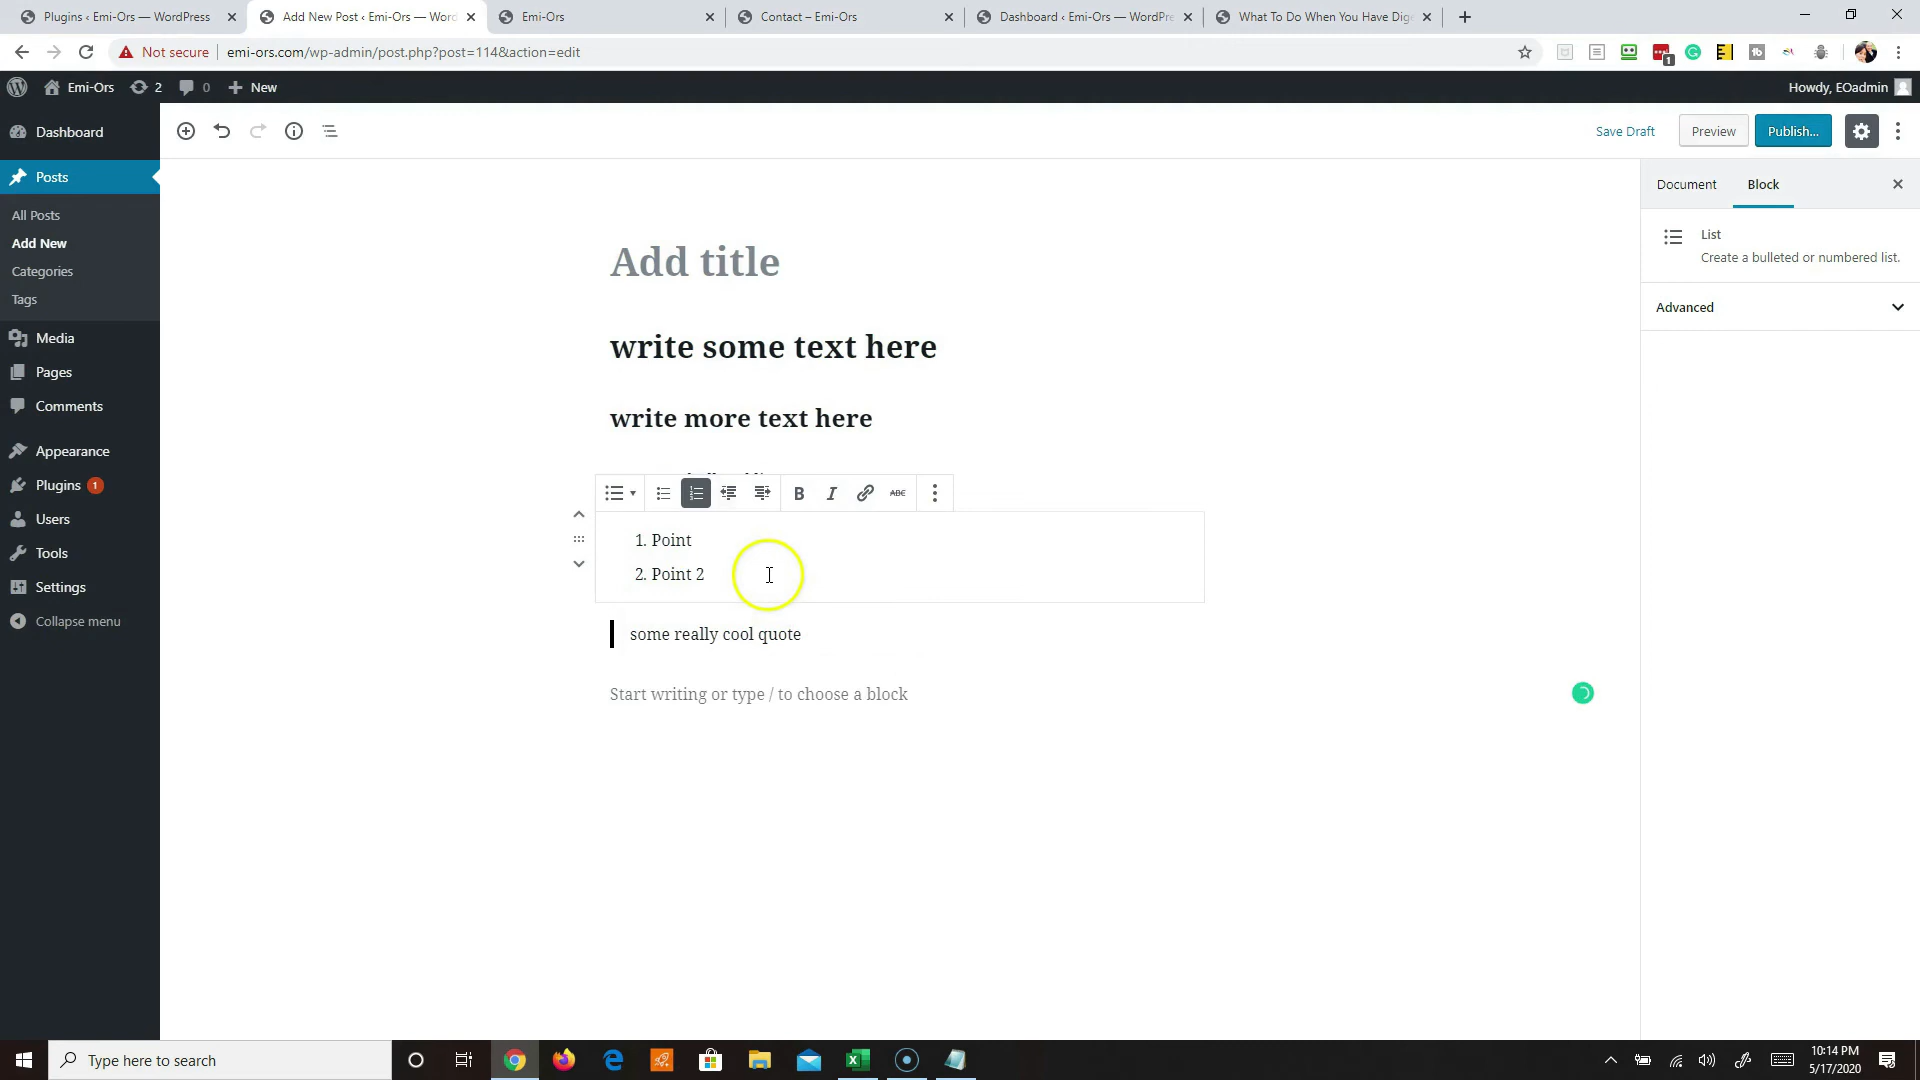 Plugins ‹ Emi-Ors — WordPress
Add New Post ‹ Emi-Ors — Word
Emi-Ors
Contact – Emi-Ors
Dashboard ‹ Emi-Ors — WordPre
What To Do When You Have Dig
Not secure
emi-ors.com/wp-admin/post.php?post=114&action=edit
1
Emi-Ors
2
0
New
Howdy, EOadmin
Dashboard
Posts
All Posts
Add New
Categories
Tags
Media
Pages
Comments
Appearance
Plugins 1
Users
Tools
Settings
Collapse menu
Save Draft
Preview
Publish...
Document
Block
List
Create a bulleted or numbered list.
Advanced
Add title
write some text here
write more text here
B
I
ABC
1. Point
2. Point 2
some really cool quote
Start writing or type / to choose a block
Type here to search
10:14 PM
5/17/2020